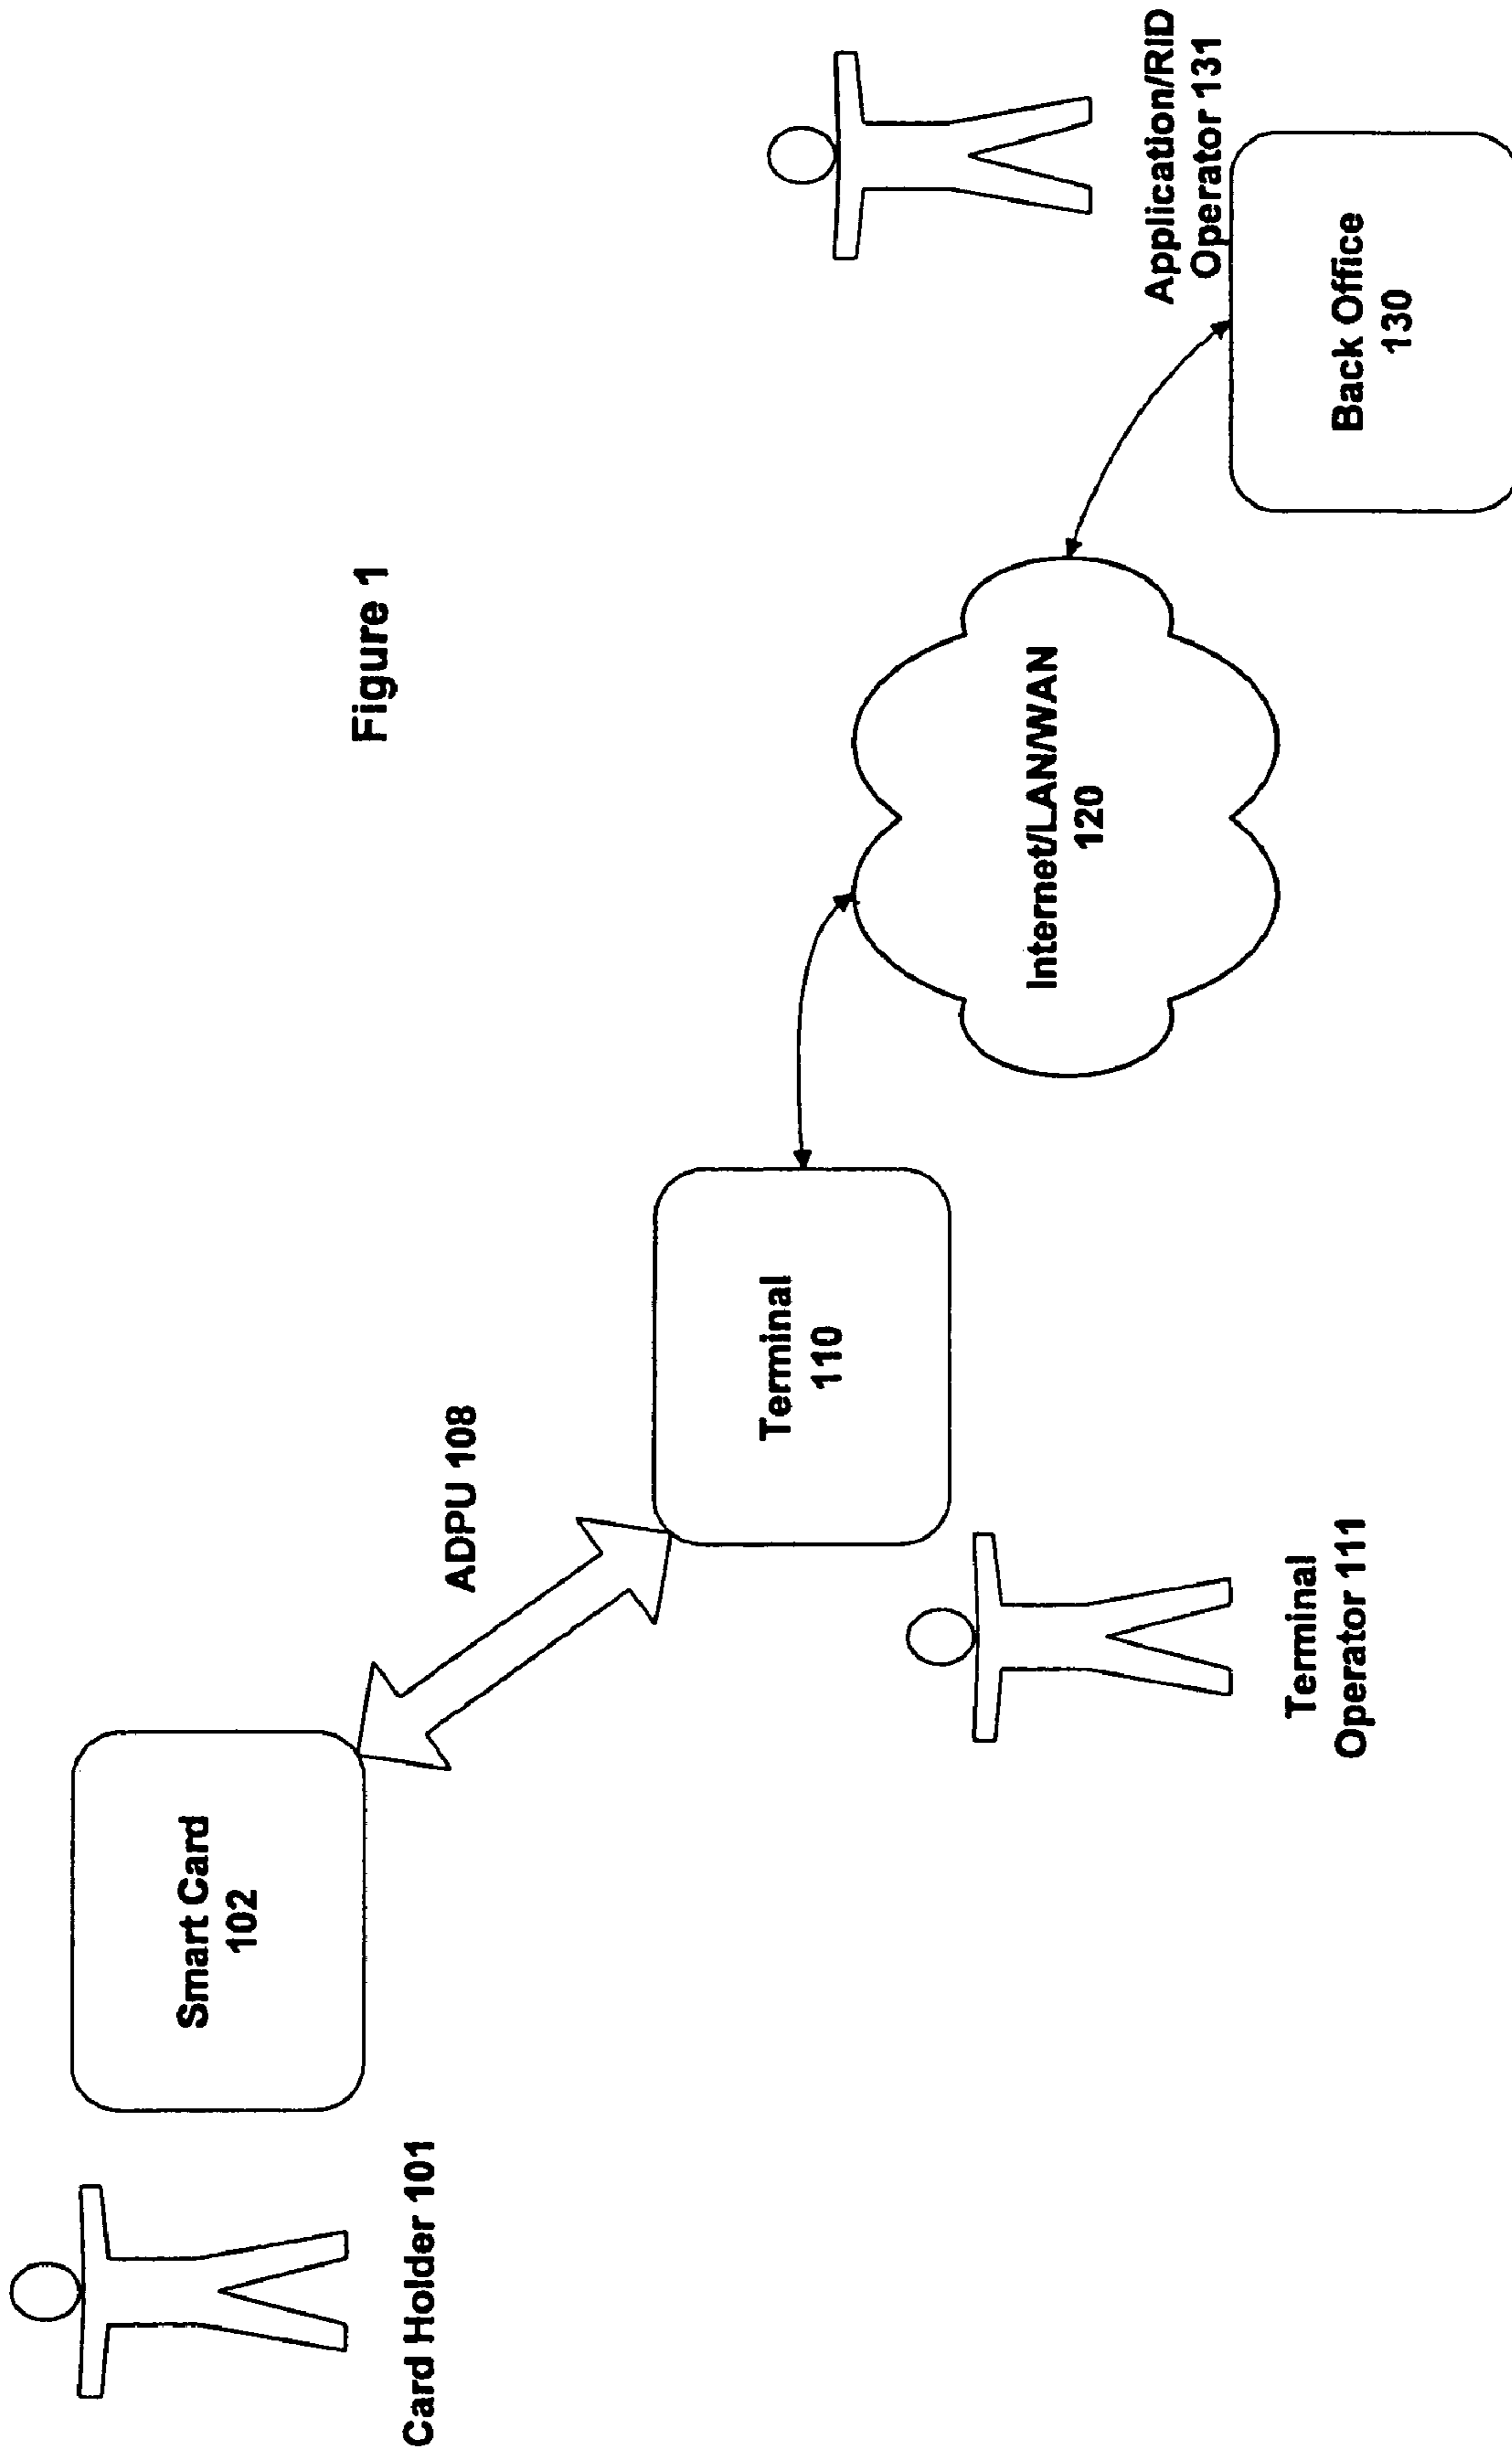 Figure 1
Card Holder 101
Smart Card
102
ADPU 108
Terminal
110
Terminal
Operator 111
Internet/LAN/WAN
120
Application/RID
Operator 131
Back Office
130